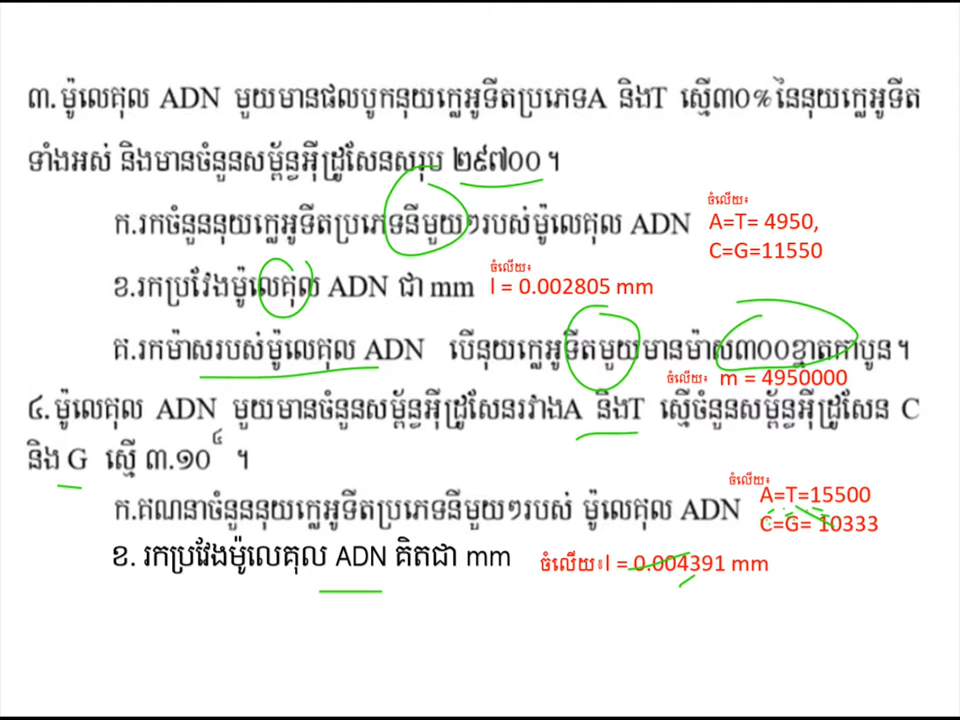 ៣. ម៉ូលេគុល ADN មួយមានផលបូកនុយក្លេអូទីតប្រភេទA និងT ស្មើ៣០% នៃនុយក្លេអូទីត
ទាំងអស់ និងមានចំនួនសម្ព័ន្ធអ៊ីដ្រូសែនសរុប ២៩៧០០ ។
ក.រកចំនួននុយក្លេអូទីតប្រភេទនីមួយៗរបស់ម៉ូលេគុល ADN
ចំលើយ៖
A=T= 4950,
C=G=11550
ខ.រកប្រវែងម៉ូលេគុល ADN ជា mm
ចំលើយ៖
l = 0.002805 mm
គ.រកម៉ាសរបស់ម៉ូលេគុល ADN បើនុយក្លេអូទីតមួយមានម៉ាស៣០០ខ្នាតកាបូន ។
ចំលើយ៖ m = 4950000
៤. ម៉ូលេគុល ADN មួយមានចំនួនសម្ព័ន្ធអ៊ីដ្រូសែនរវាងA និងT ស្មើចំនួនសម្ព័ន្ធអ៊ីដ្រូសែន C
និង G ស្មើ ៣.១០⁴ ។
ក.គណនាចំនួននុយក្លេអូទីតប្រភេទនីមួយៗរបស់ ម៉ូលេគុល ADN
ចំលើយ៖
A=T=15500
C=G= 10333
ខ. រកប្រវែងម៉ូលេគុល ADN គិតជា mm
ចំលើយ៖l = 0.004391 mm